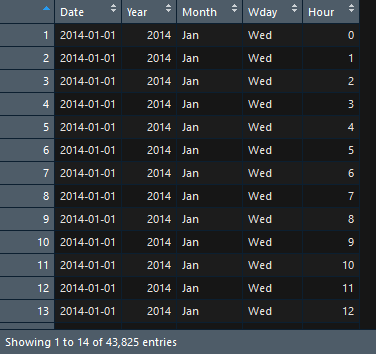 Date Year Month Wday Hour
1 2014-01-01 2014 Jan Wed 0
2 2014-01-01 2014 Jan Wed 1
3 2014-01-01 2014 Jan Wed 2
4 2014-01-01 2014 Jan Wed 3
5 2014-01-01 2014 Jan Wed 4
6 2014-01-01 2014 Jan Wed 5
7 2014-01-01 2014 Jan Wed 6
8 2014-01-01 2014 Jan Wed 7
9 2014-01-01 2014 Jan Wed 8
10 2014-01-01 2014 Jan Wed 9
11 2014-01-01 2014 Jan Wed 10
12 2014-01-01 2014 Jan Wed 11
13 2014-01-01 2014 Jan Wed 12
Showing 1 to 14 of 43,825 entries